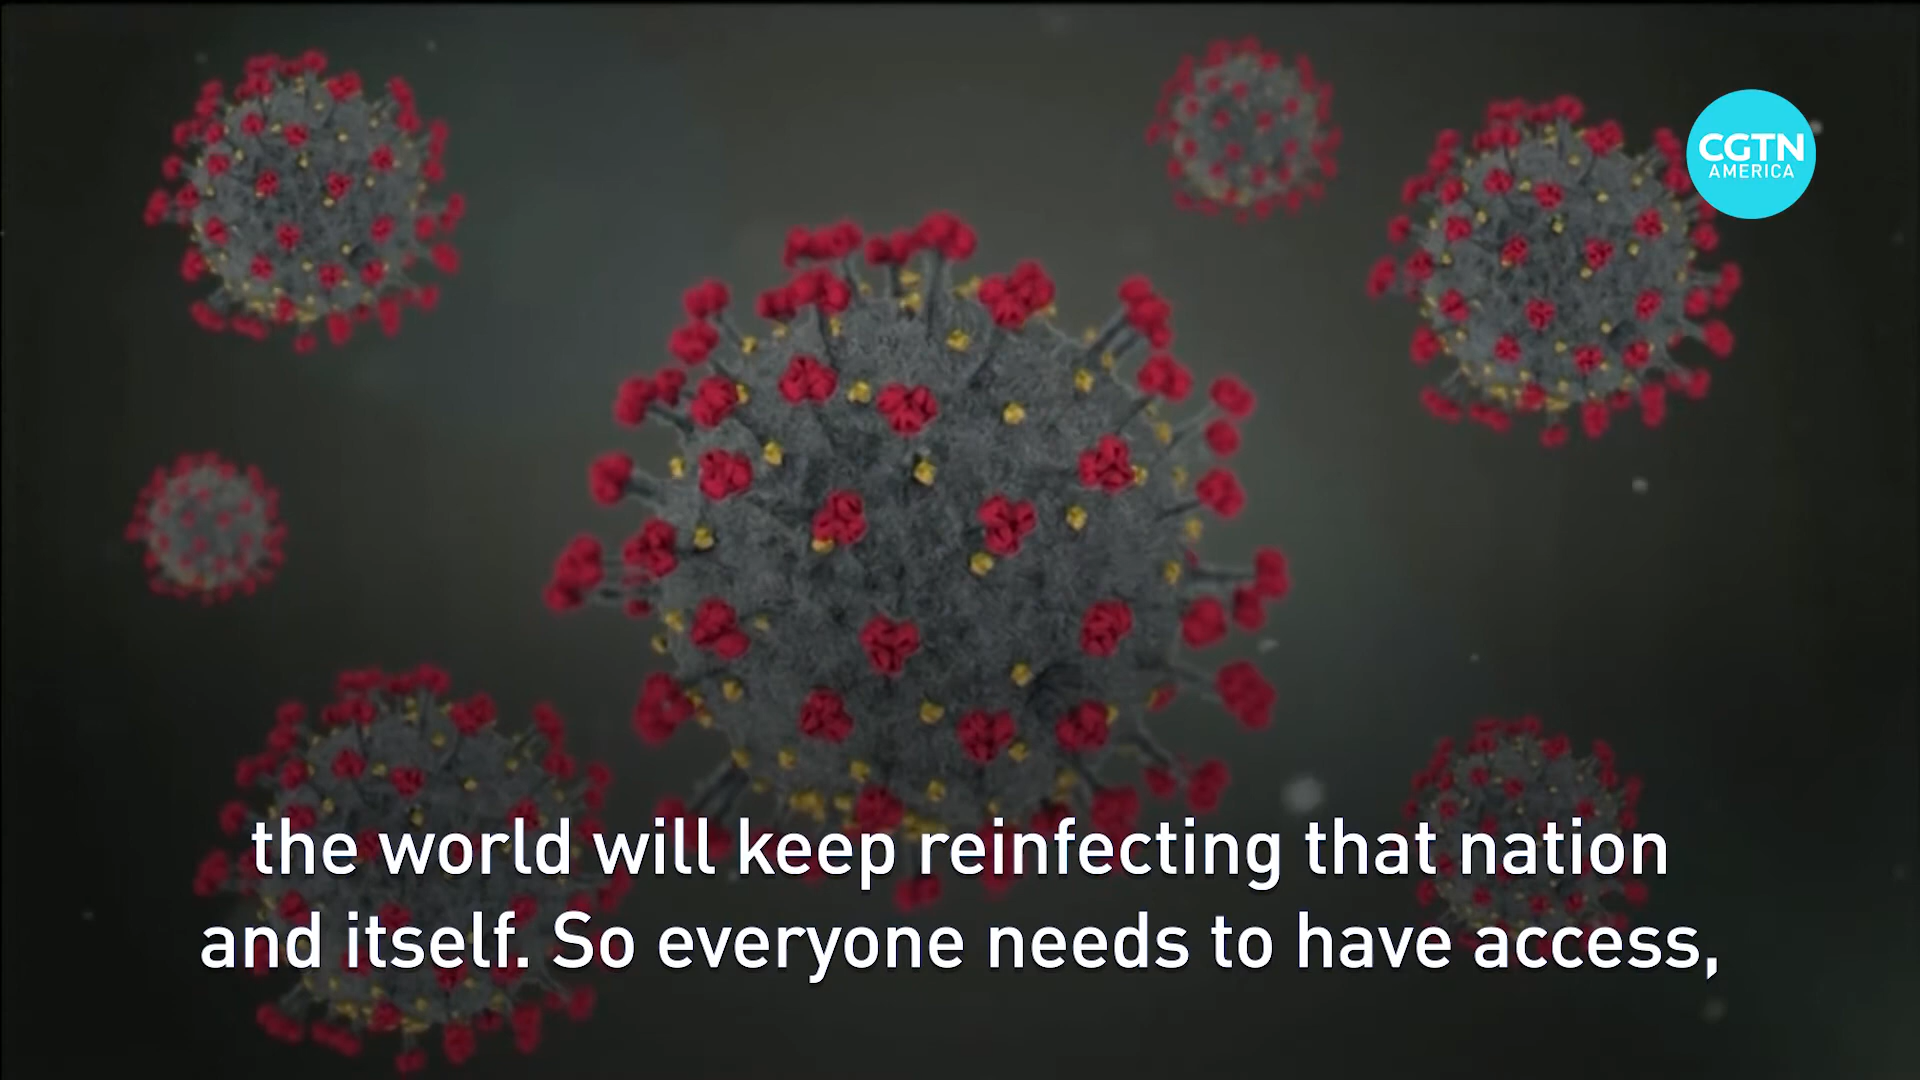 CGTN
AMERICA
the world will keep reinfecting that nation
and itself. So everyone needs to have access,